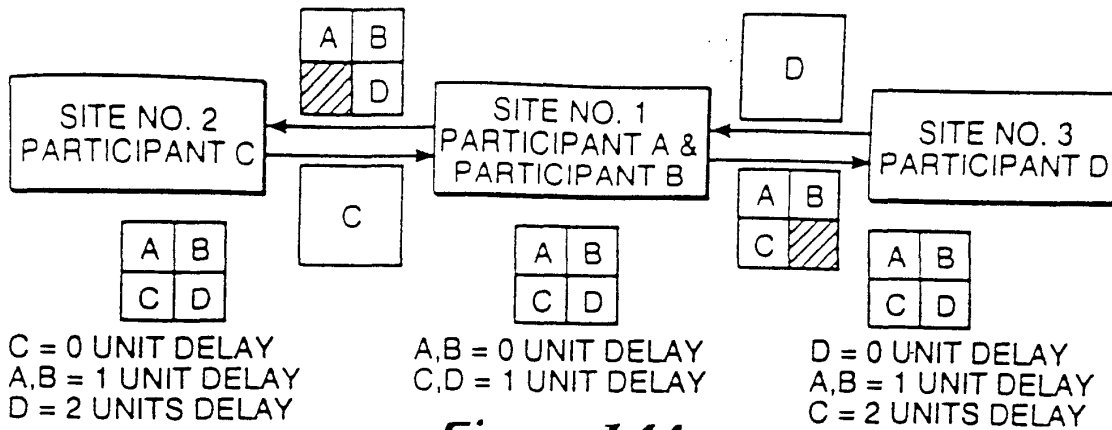 A B
D
D
SITE NO. 2
PARTICIPANT C
SITE NO. 1
PARTICIPANT A &
PARTICIPANT B
SITE NO. 3
PARTICIPANT D
C
A B
C
A B
C D
A B
C D
A B
C D
C = 0 UNIT DELAY
A,B = 1 UNIT DELAY
D = 2 UNITS DELAY
A,B = 0 UNIT DELAY
C,D = 1 UNIT DELAY
D = 0 UNIT DELAY
A,B = 1 UNIT DELAY
C = 2 UNITS DELAY